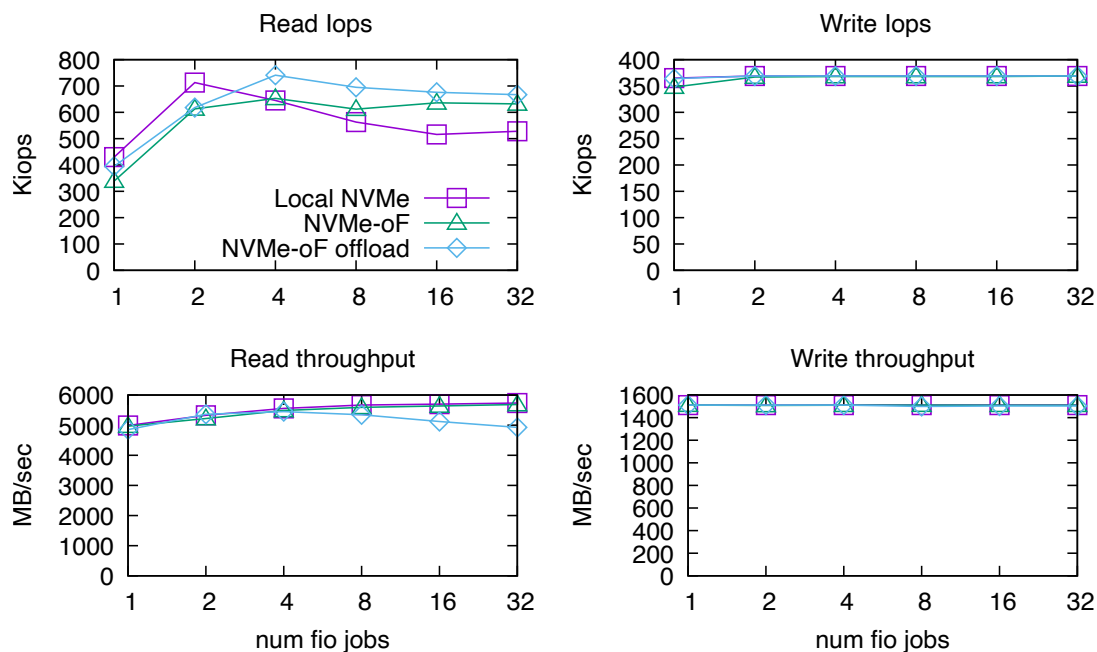 Read Iops
Kiops
800
700
600
500
400
300
200
100
0
1 2 4 8 16 32
Local NVMe
NVMe-oF
NVMe-oF offload
Write Iops
Kiops
400
350
300
250
200
150
100
50
0
1 2 4 8 16 32
Read throughput
MB/sec
6000
5000
4000
3000
2000
1000
0
1 2 4 8 16 32
num fio jobs
Write throughput
MB/sec
1600
1400
1200
1000
800
600
400
200
0
1 2 4 8 16 32
num fio jobs